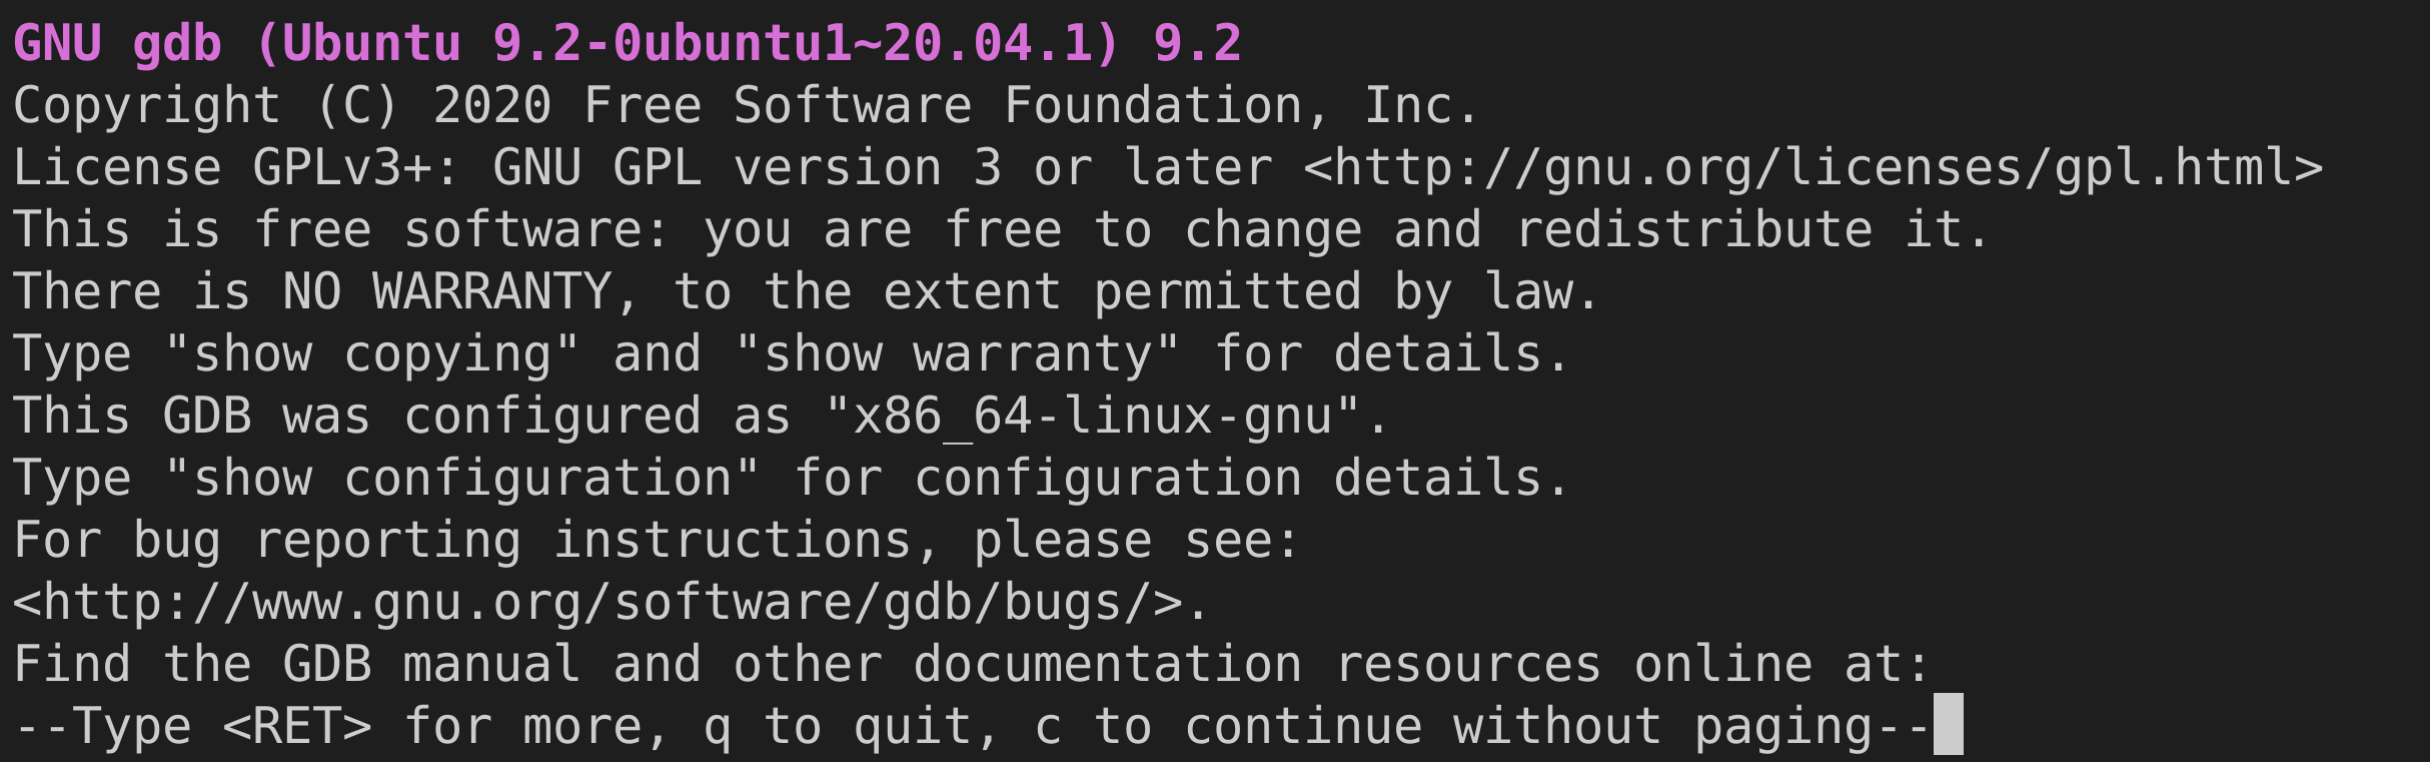 GNU gdb (Ubuntu 9.2-0ubuntu1~20.04.1) 9.2
Copyright (C) 2020 Free Software Foundation, Inc.
License GPLv3+: GNU GPL version 3 or later <http://gnu.org/licenses/gpl.html>
This is free software: you are free to change and redistribute it.
There is NO WARRANTY, to the extent permitted by law.
Type "show copying" and "show warranty" for details.
This GDB was configured as "x86_64-linux-gnu".
Type "show configuration" for configuration details.
For bug reporting instructions, please see:
<http://www.gnu.org/software/gdb/bugs/>.
Find the GDB manual and other documentation resources online at:
--Type <RET> for more, q to quit, c to continue without paging--